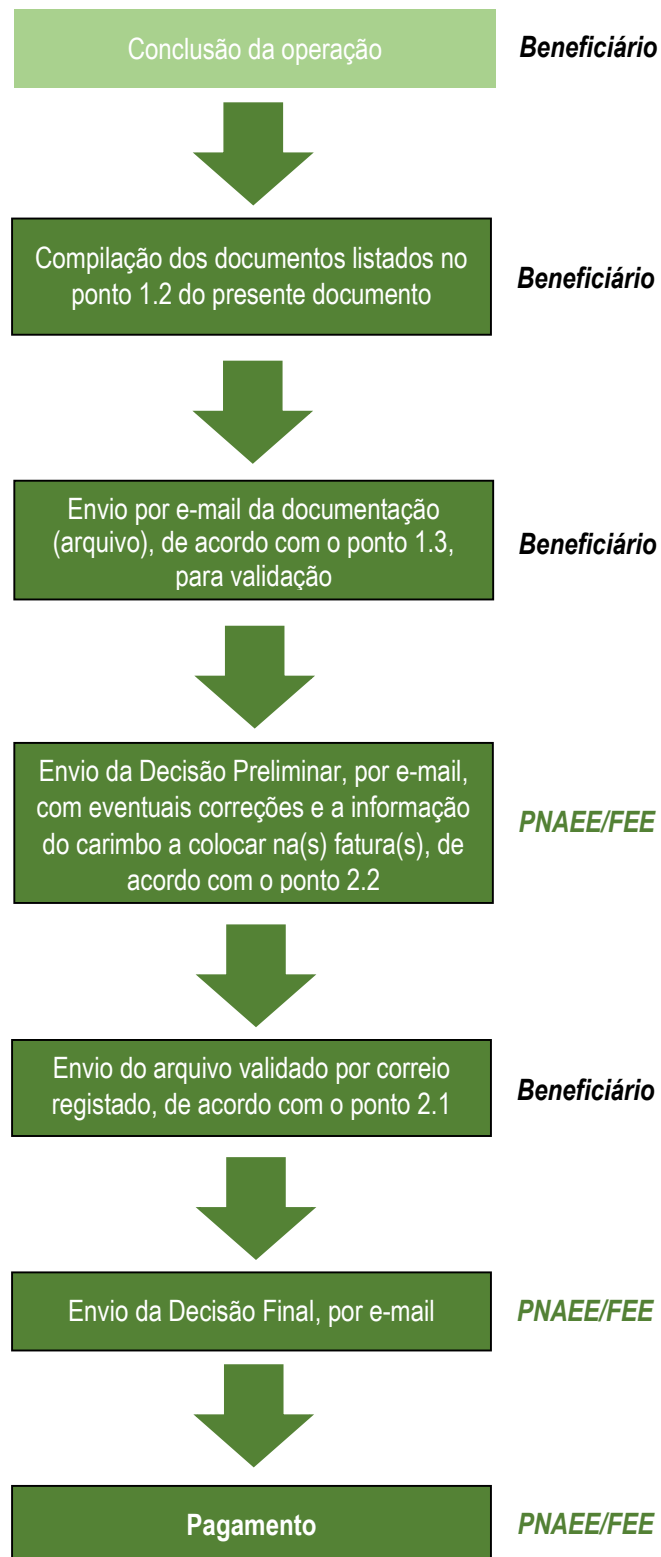 Conclusão da operação
Beneficiário
Compilação dos documentos listados no
ponto 1.2 do presente documento
Beneficiário
Envio por e-mail da documentação
(arquivo), de acordo com o ponto 1.3,
para validação
Beneficiário
Envio da Decisão Preliminar, por e-mail,
com eventuais correções e a informação
do carimbo a colocar na(s) fatura(s), de
acordo com o ponto 2.2
PNAEE/FEE
Envio do arquivo validado por correio
registado, de acordo com o ponto 2.1
Beneficiário
Envio da Decisão Final, por e-mail
PNAEE/FEE
Pagamento
PNAEE/FEE